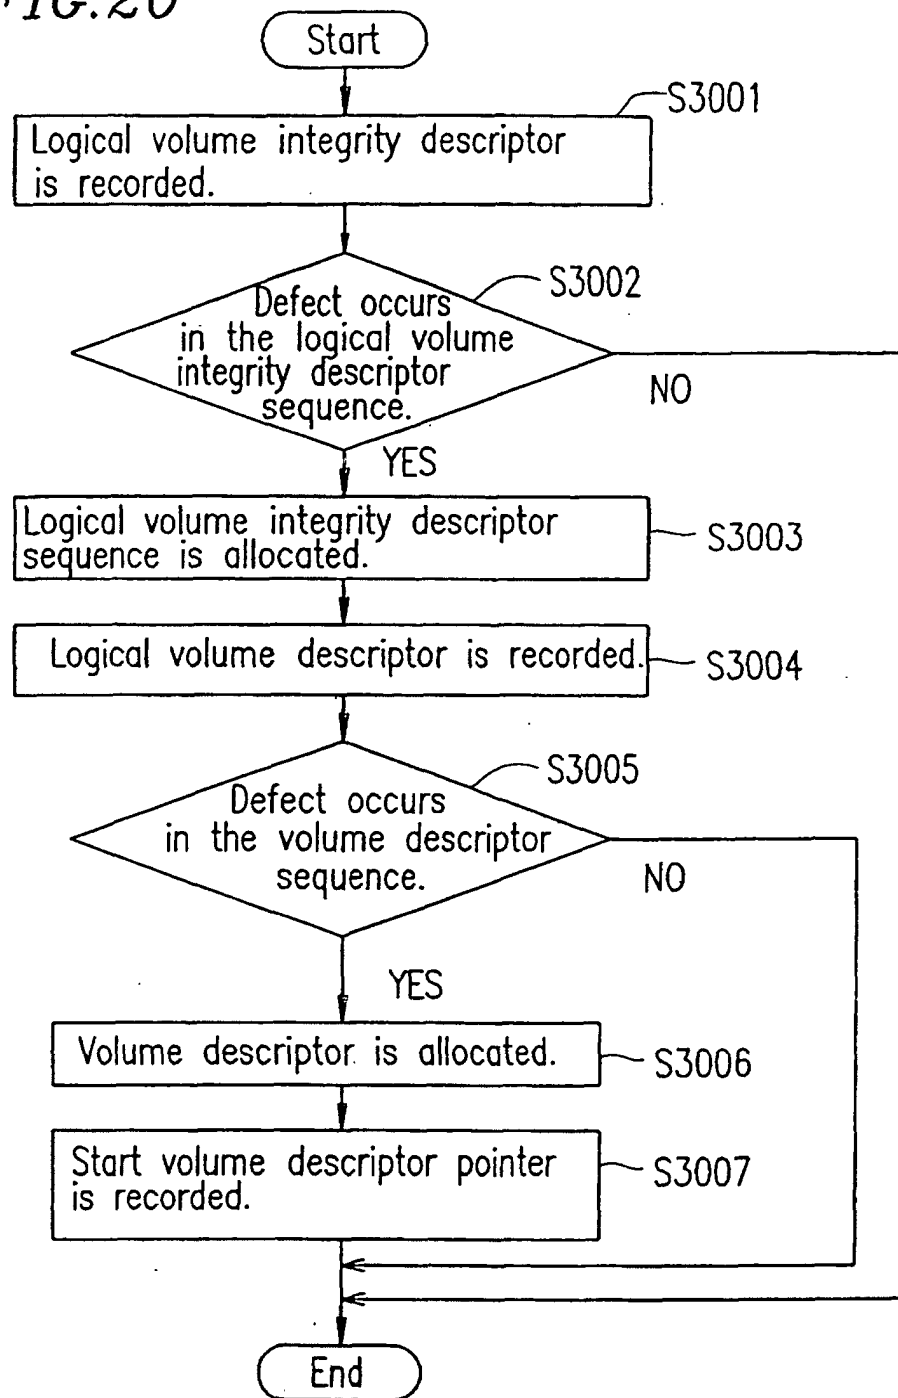 FIG.20
Start
S3001
Logical volume integrity descriptor
is recorded.
S3002
Defect occurs
in the logical volume
integrity descriptor
sequence.
NO
YES
Logical volume integrity descriptor
sequence is allocated.
S3003
Logical volume descriptor is recorded.
S3004
S3005
Defect occurs
in the volume descriptor
sequence.
NO
YES
Volume descriptor is allocated.
S3006
Start volume descriptor pointer
is recorded.
S3007
End